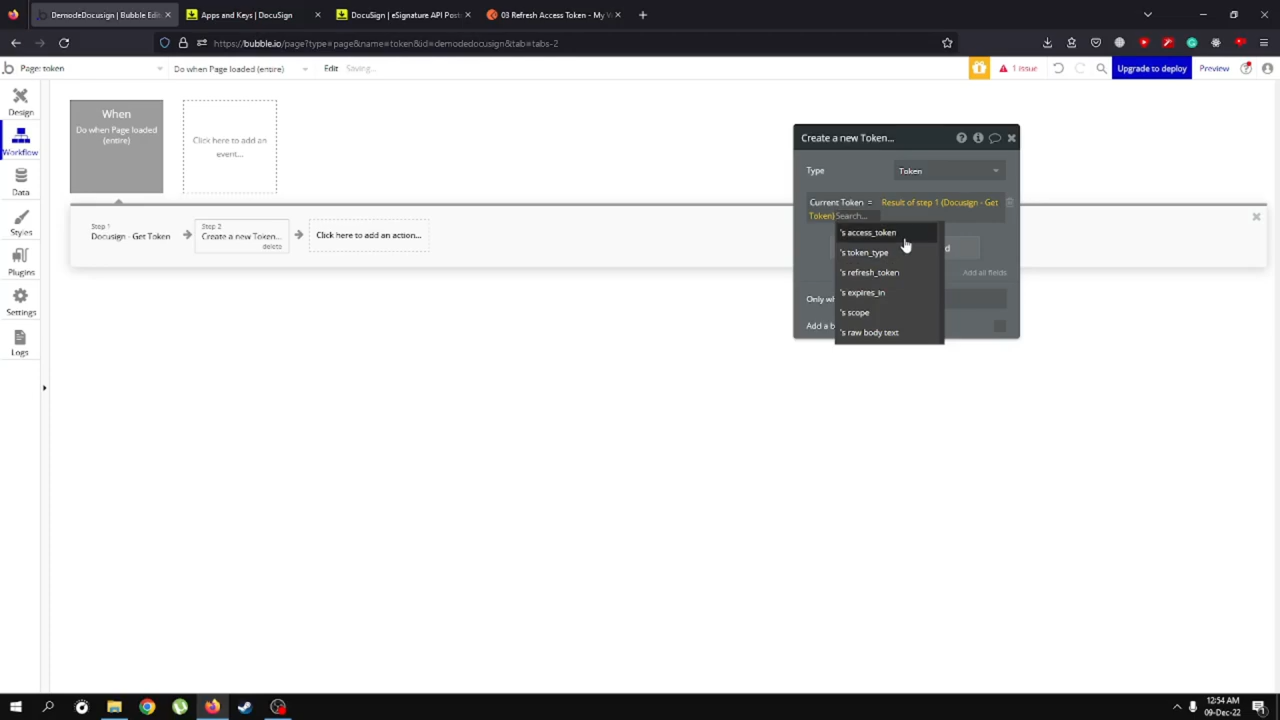 DemodeDocusign | Bubble Edit
Apps and Keys | DocuSign
DocuSign | eSignature API Post
03 Refresh Access Token - My W
https://bubble.io/page?type=page&name=token&id=demodedocusign&tab=tabs-2
Page: token
Do when Page loaded (entire)
Edit
Saving...
1 issue
Upgrade to deploy
Preview
Design
Workflow
Data
Styles
Plugins
Settings
Logs
When
Do when Page loaded
(entire)
Click here to add an
event...
Step 1
Docusign - Get Token
Step 2
Create a new Token...
delete
Click here to add an action...
Create a new Token...
Type
Token
Current Token =
Result of step 1 (Docusign - Get
Token)Search...
's access_token
's token_type
's refresh_token
's expires_in
's scope
's raw body text
d
Add all fields
Only w
Add a b
12:54 AM
09-Dec-22